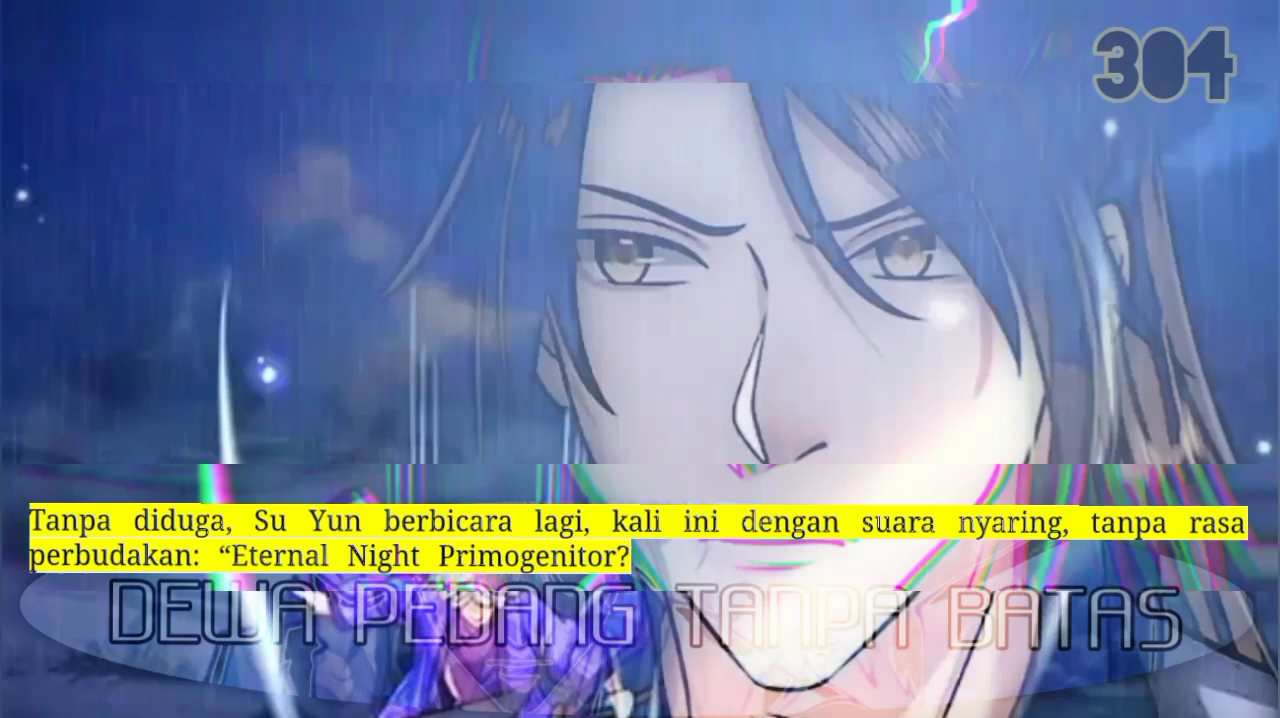 304
Tanpa diduga, Su Yun berbicara lagi, kali ini dengan suara nyaring, tanpa rasa
perbudakan: “Eternal Night Primogenitor?
DEWA PEDANG TANPA BATAS